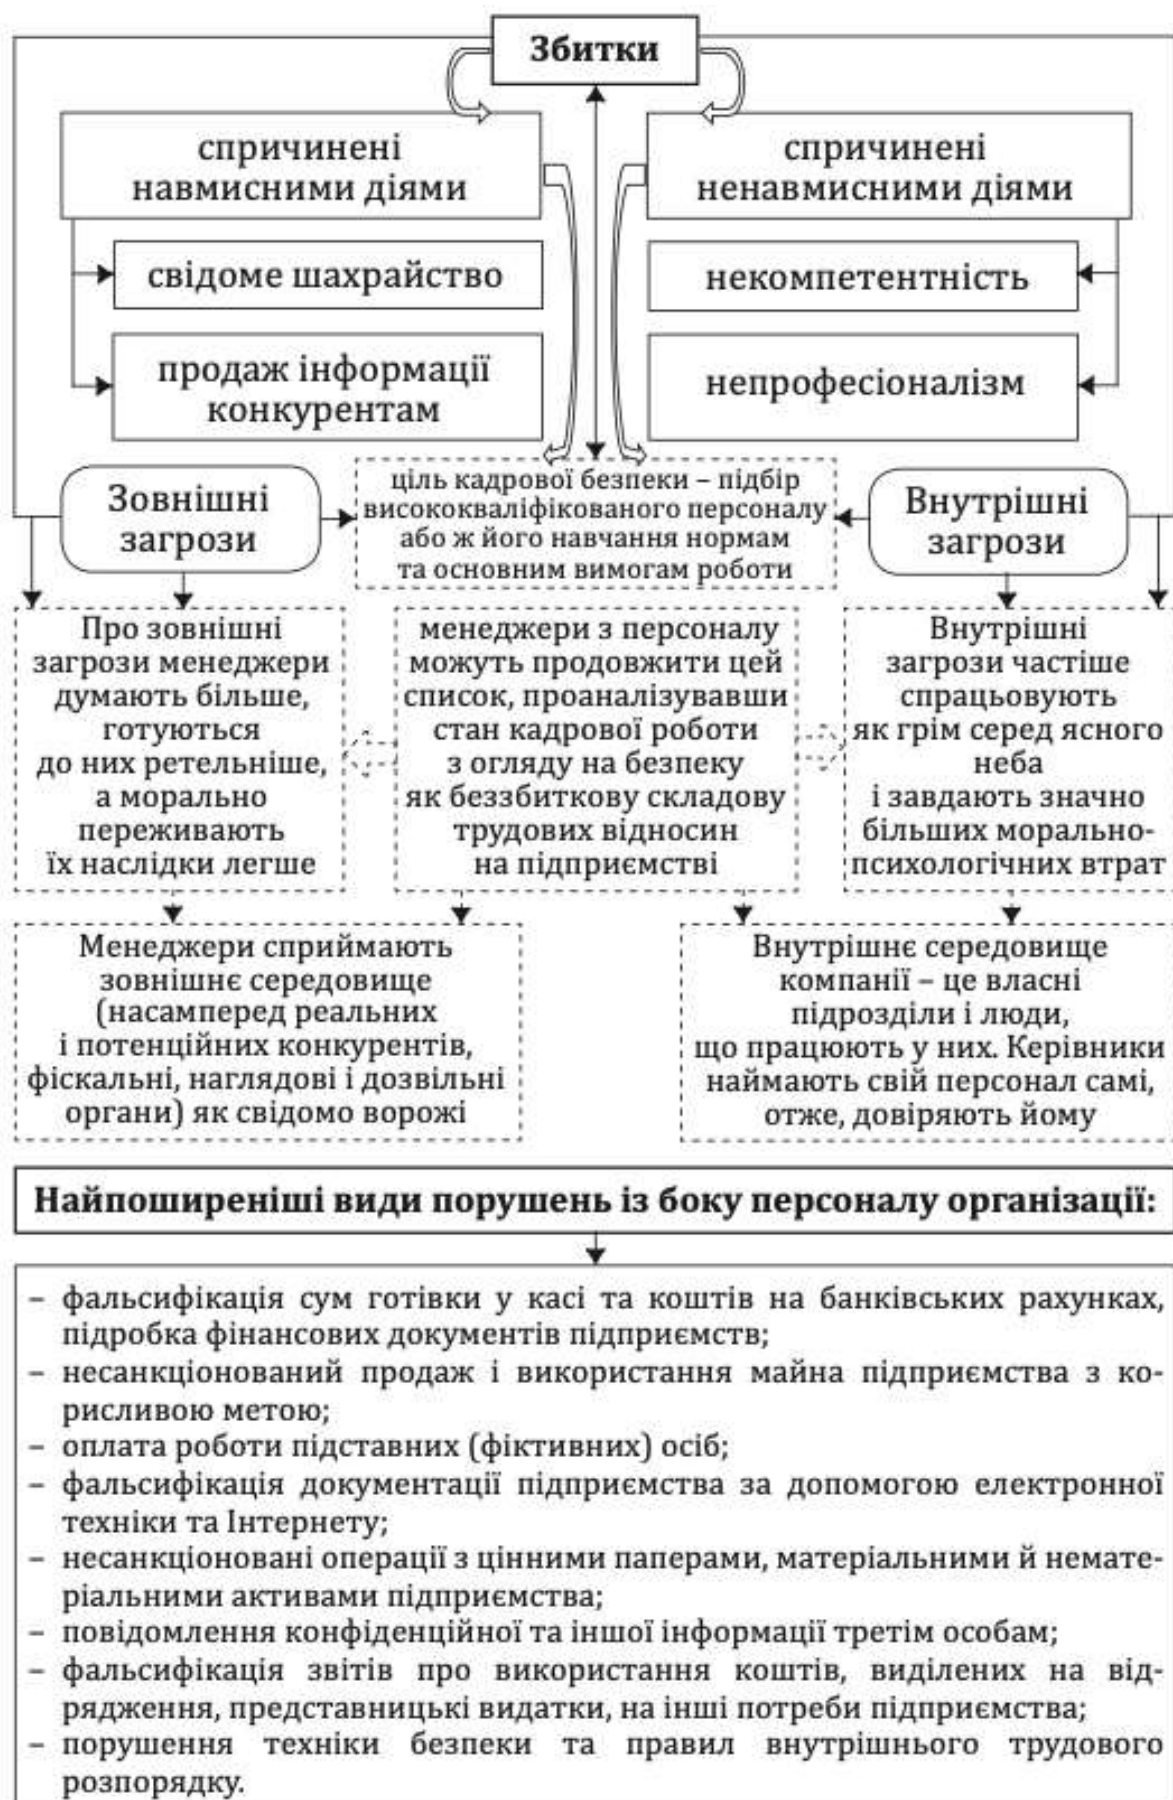 Збитки
спричинені
навмисними діями
спричинені
ненавмисними діями
свідоме шахрайство
некомпетентність
продаж інформації
конкурентам
непрофесіоналізм
Зовнішні
загрози
ціль кадрової безпеки – підбір
висококваліфікованого персоналу
або ж його навчання нормам
та основним вимогам роботи
Внутрішні
загрози
Про зовнішні
загрози менеджери
думають більше,
готуються
до них ретельніше,
а морально
переживають
їх наслідки легше
менеджери з персоналу
можуть продовжити цей
список, проаналізувавши
стан кадрової роботи
з огляду на безпеку
як беззбиткову складову
трудових відносин
на підприємстві
Внутрішні
загрози частіше
спрацьовують
як грім серед ясного
неба
і завдають значно
більших морально-
психологічних втрат
Менеджери сприймають
зовнішнє середовище
(насамперед реальних
і потенційних конкурентів,
фіскальні, наглядові і дозвільні
органи) як свідомо ворожі
Внутрішнє середовище
компанії – це власні
підрозділи і люди,
що працюють у них. Керівники
наймають свій персонал самі,
отже, довіряють йому
Найпоширеніші види порушень із боку персоналу організації:
– фальсифікація сум готівки у касі та коштів на банківських рахунках,
підробка фінансових документів підприємств;
– несанкціонований продаж і використання майна підприємства з ко-
рисливою метою;
– оплата роботи підставних (фіктивних) осіб;
– фальсифікація документації підприємства за допомогою електронної
техніки та Інтернету;
– несанкціоновані операції з цінними паперами, матеріальними й немате-
ріальними активами підприємства;
– повідомлення конфіденційної та іншої інформації третім особам;
– фальсифікація звітів про використання коштів, виділених на від-
рядження, представницькі видатки, на інші потреби підприємства;
– порушення техніки безпеки та правил внутрішнього трудового
розпорядку.